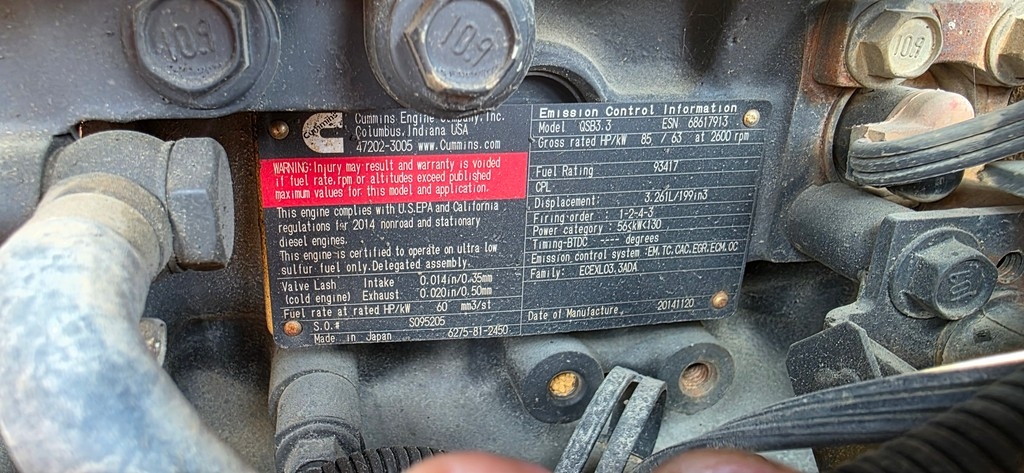 10.9
10.9
10.9
Cummins
Cummins Engine Company, Inc.
Columbus, Indiana USA
47202-3005 www.Cummins.com
WARNING: Injury may result and warranty is voided
if fuel rate, rpm or altitudes exceed published
maximum values for this model and application.
This engine complies with U.S.EPA and California
regulations for 2014 nonroad and stationary
diesel engines.
This engine is certified to operate on ultra low
sulfur fuel only. Delegated assembly.
Valve Lash Intake 0.014in/0.35mm
(cold engine) Exhaust 0.020in/0.50mm
Fuel rate at rated HP/kW 60 mm3/st
S.O.# S095205
Made in Japan 6275-81-2450
Emission Control Information
Model QSB3.3 ESN 68617913
Gross rated HP/kW 85 / 63 at 2600 rpm
Fuel Rating 93417
CPL
Displacement: 3.261L/199in3
Firing-order : 1-2-4-3
Power category : 56≤kW<130
Timing-BTDC ---- degrees
Emission control system :EM,TC,CAC,EGR,ECM,OC
Family: ECEXL03.3ADA
Date of Manufacture, 20141120